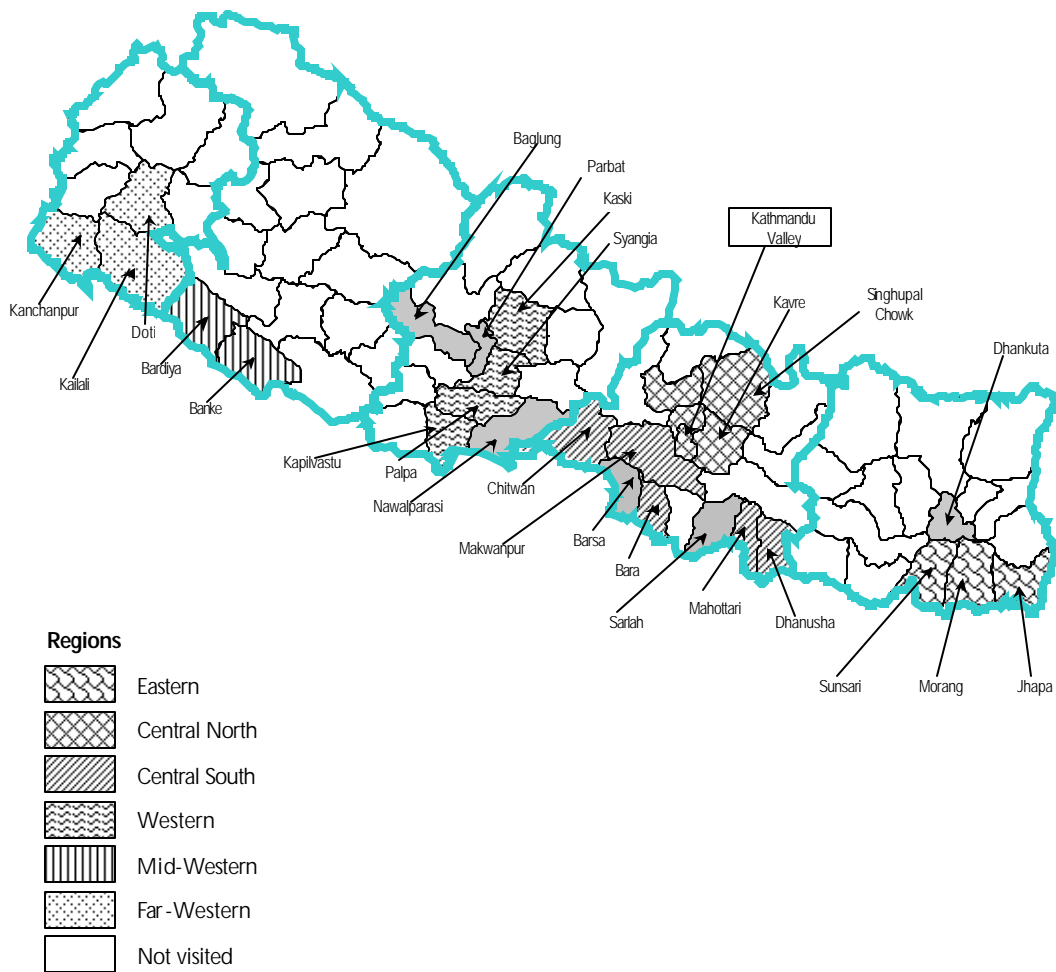 Baglung
Parbat
Kaski
Syangia
Kathmandu
Valley
Kavre
Singhupal
Chowk
Dhankuta
Kanchanpur
Doti
Kailali
Bardiya
Banke
Kapilvastu
Palpa
Nawalparasi
Chitwan
Makwanpur
Barsa
Bara
Sarlah
Mahottari
Dhanusha
Sunsari
Morang
Jhapa
Regions
Eastern
Central North
Central South
Western
Mid-Western
Far-Western
Not visited